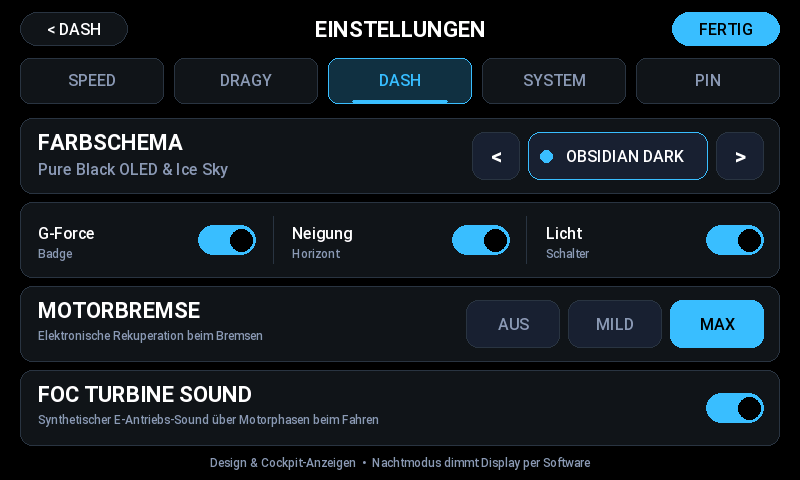 < DASH
EINSTELLUNGEN
FERTIG
SPEED
DRAGY
DASH
SYSTEM
PIN
FARBSCHEMA
Pure Black OLED & Ice Sky
<
OBSIDIAN DARK
>
G-Force
Badge
Neigung
Horizont
Licht
Schalter
MOTORBREMSE
Elektronische Rekuperation beim Bremsen
AUS
MILD
MAX
FOC TURBINE SOUND
Synthetischer E-Antriebs-Sound über Motorphasen beim Fahren
Design & Cockpit-Anzeigen • Nachtmodus dimmt Display per Software